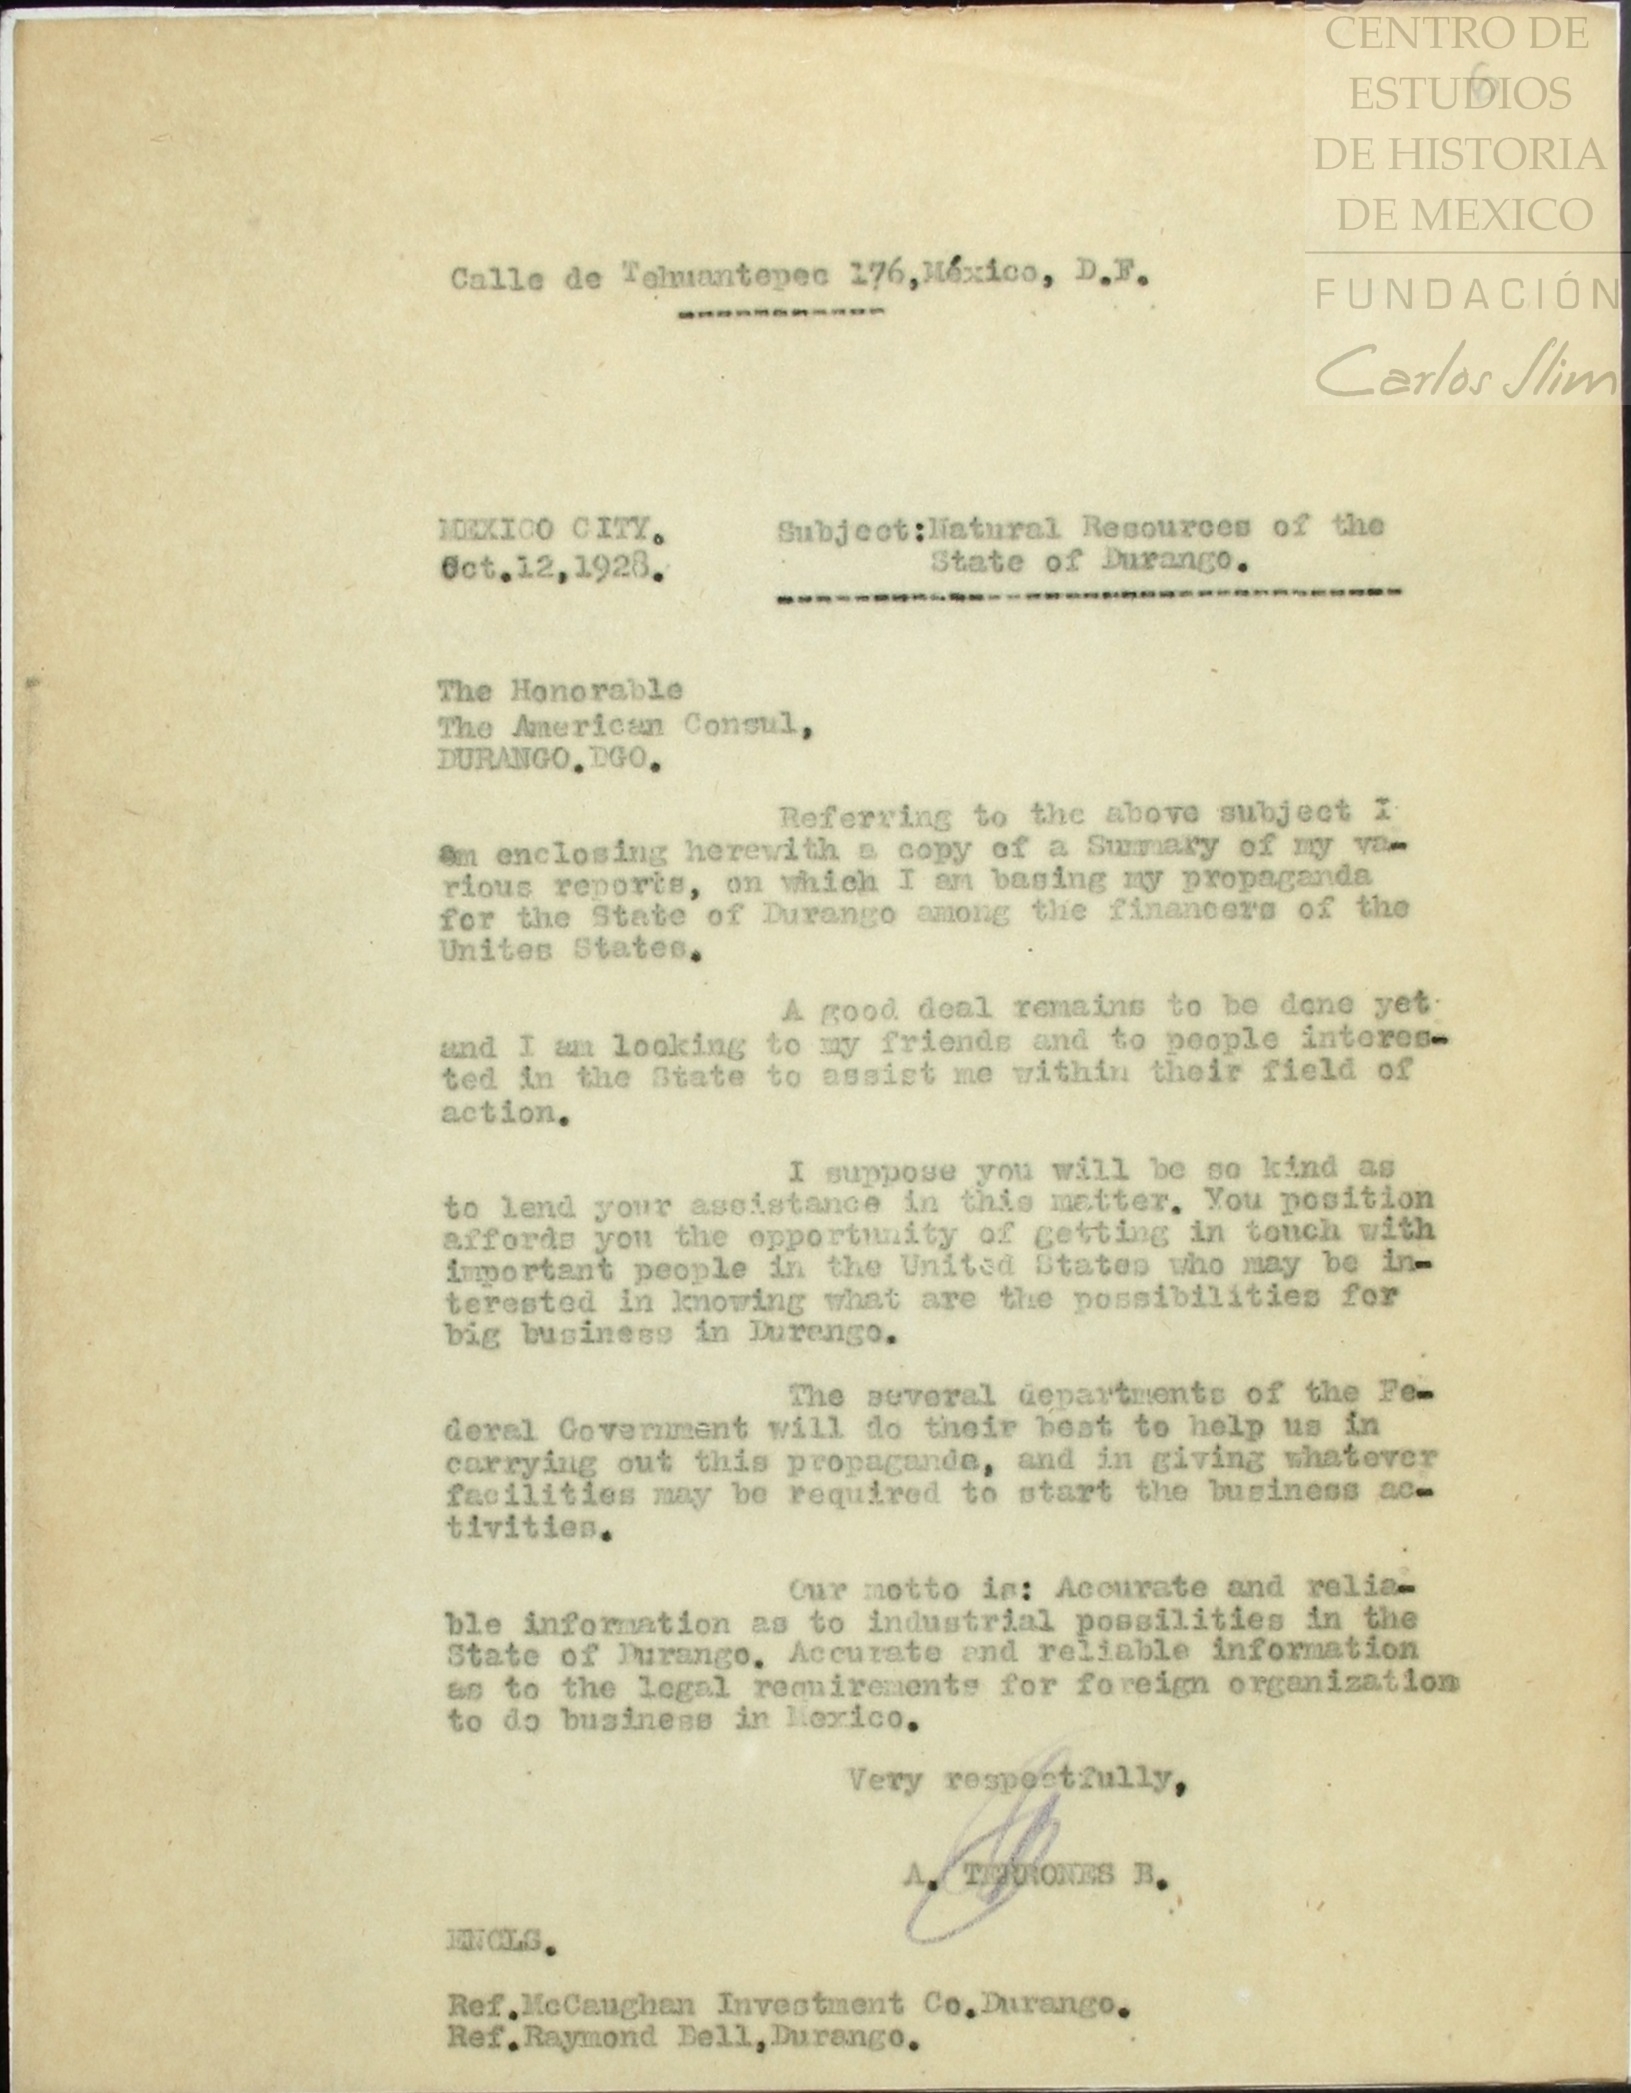 CENTRO DE
ESTUDIOS
DE HISTORIA
DE MEXICO
FUNDACIÓN
Carlos Slim
6
Calle de Tehuantepec 176,México, D.F.
MEXICO CITY.
Oct.12,1928.
Subject:Natural Resources of the
State of Durango.
The Honorable
The American Consul,
DURANGO.DGO.
Referring to the above subject I
am enclosing herewith a copy of a Summary of my va-
rious reports, on which I am basing my propaganda
for the State of Durango among the financers of the
Unites States.
A good deal remains to be done yet
and I am looking to my friends and to people interes-
ted in the State to assist me within their field of
action.
I suppose you will be so kind as
to lend your assistance in this matter. You position
affords you the opportunity of getting in touch with
important people in the United States who may be in-
terested in knowing what are the possibilities for
big business in Durango.
The several departments of the Fe-
deral Government will do their best to help us in
carrying out this propaganda, and in giving whatever
facilities may be required to start the business ac-
tivities.
Our motto is: Accurate and relia-
ble information as to industrial possilities in the
State of Durango. Accurate and reliable information
as to the legal requirements for foreign organization
to do business in Mexico.
Very respectfully,
A. TERRONES B.
ENCLS.
Ref.McCaughan Investment Co.Durango.
Ref.Raymond Bell,Durango.